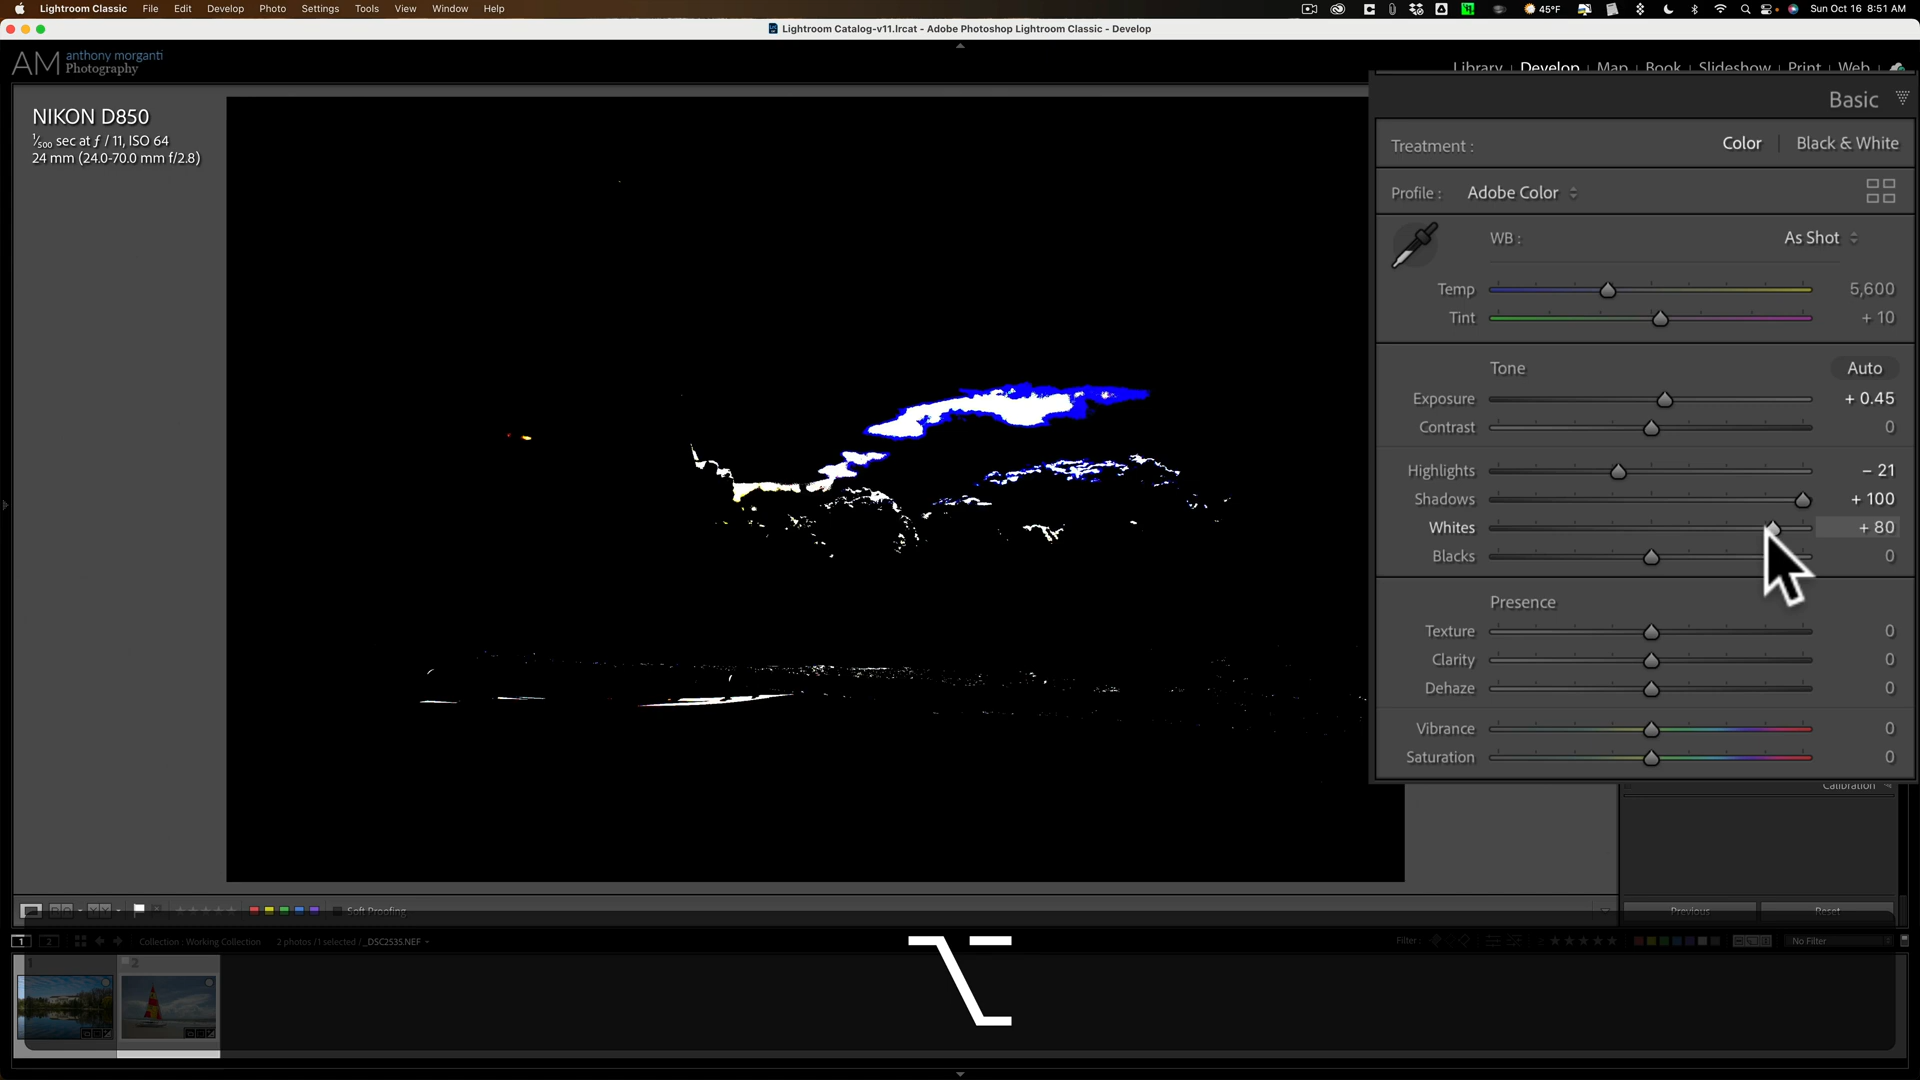 Lightroom Classic File Edit Develop Photo Settings Tools View Window Help 45°F Sun Oct 16 8:51 AM
Lightroom Catalog-v11.lrcat - Adobe Photoshop Lightroom Classic - Develop
AM anthony morganti
Photography
Library Develop Map Book Slideshow Print Web
NIKON D850
1/500 sec at ƒ / 11, ISO 64
24 mm (24.0-70.0 mm f/2.8)
Basic
Treatment : Color Black & White
Profile : Adobe Color
WB : As Shot
Temp 5,600
Tint + 10
Tone Auto
Exposure + 0.45
Contrast 0
Highlights − 21
Shadows + 100
Whites + 80
Blacks 0
Presence
Texture 0
Clarity 0
Dehaze 0
Vibrance 0
Saturation 0
Calibration
Soft Proofing
Previous Reset
1 2 Collection : Working Collection 2 photos /1 selected /_DSC2535.NEF
Filter : No Filter
1 2